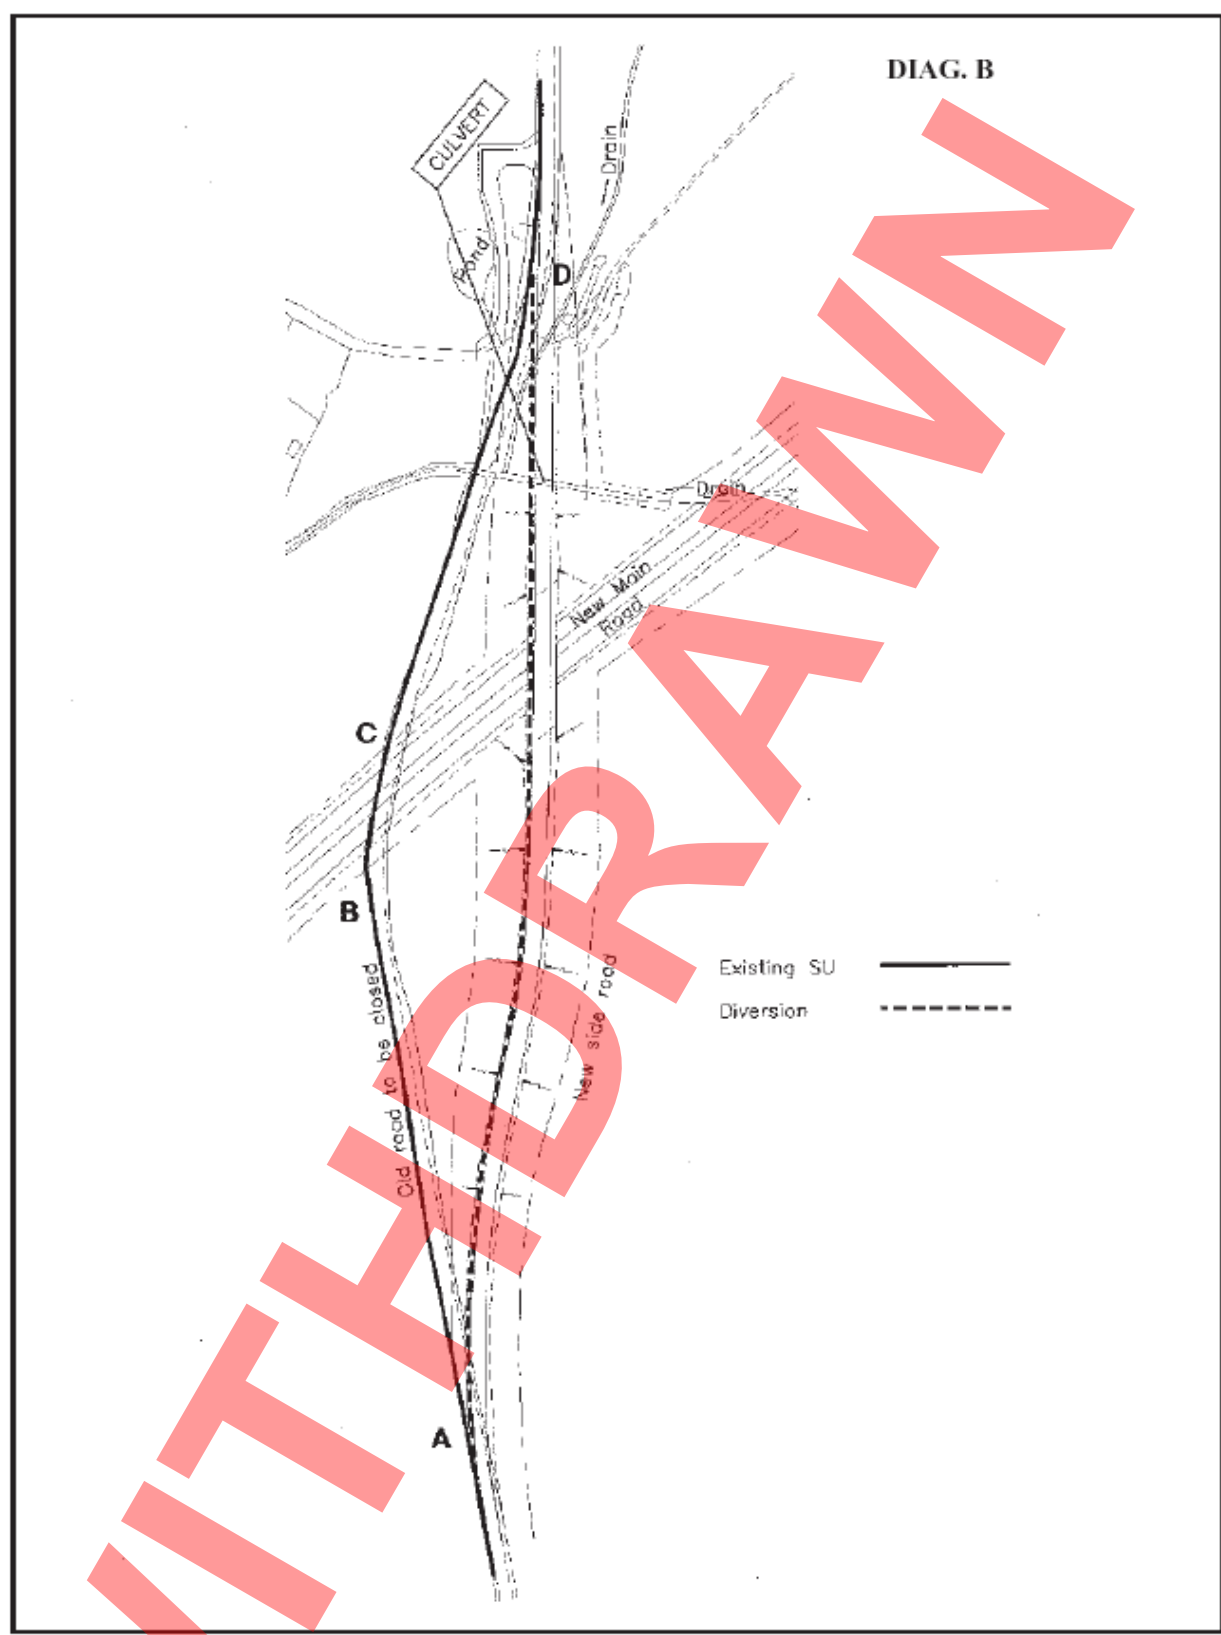 DIAG. B
CULVERT
Drain
Pond
D
Drain
New Main
Road
C
B
Old road to be closed
New side road
Existing SU
Diversion
A
WITHDRAWN